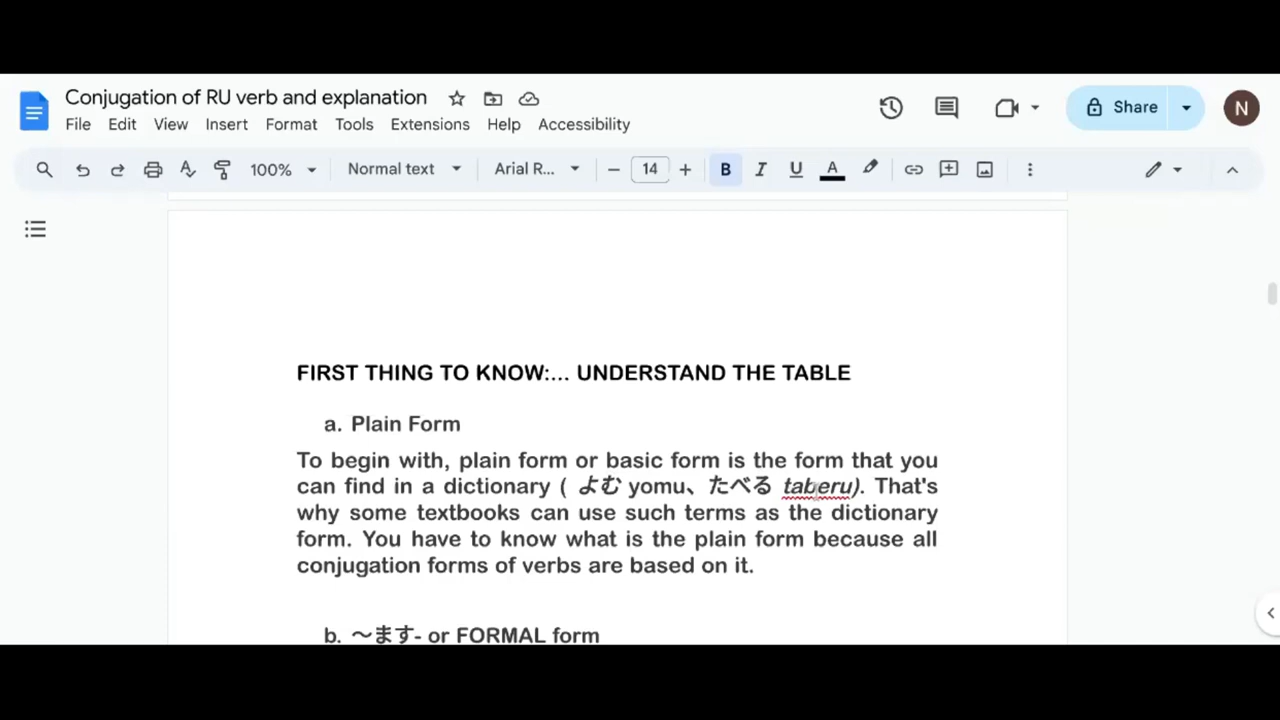 Conjugation of RU verb and explanation
File Edit View Insert Format Tools Extensions Help Accessibility
Share
N
100% Normal text Arial R... − 14 + B I U A
FIRST THING TO KNOW:... UNDERSTAND THE TABLE
a. Plain Form
To begin with, plain form or basic form is the form that you
can find in a dictionary ( よむ yomu、たべる taberu). That's
why some textbooks can use such terms as the dictionary
form. You have to know what is the plain form because all
conjugation forms of verbs are based on it.
b. ～ます- or FORMAL form